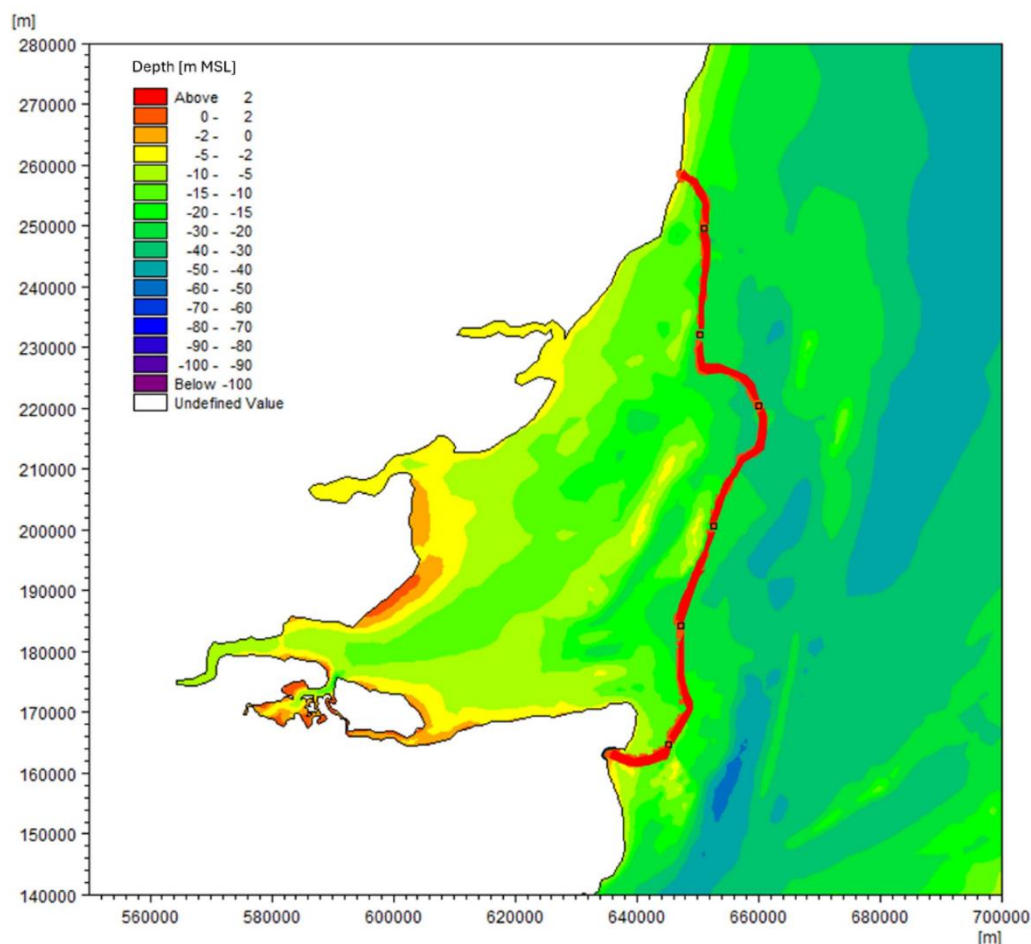 [m]
280000
270000
260000
250000
240000
230000
220000
210000
200000
190000
180000
170000
160000
150000
140000
Depth [m MSL]
Above 2
0 - 2
-2 - 0
-5 - -2
-10 - -5
-15 - -10
-20 - -15
-30 - -20
-40 - -30
-50 - -40
-60 - -50
-70 - -60
-80 - -70
-90 - -80
-100 - -90
Below -100
Undefined Value
560000 580000 600000 620000 640000 660000 680000 700000
[m]